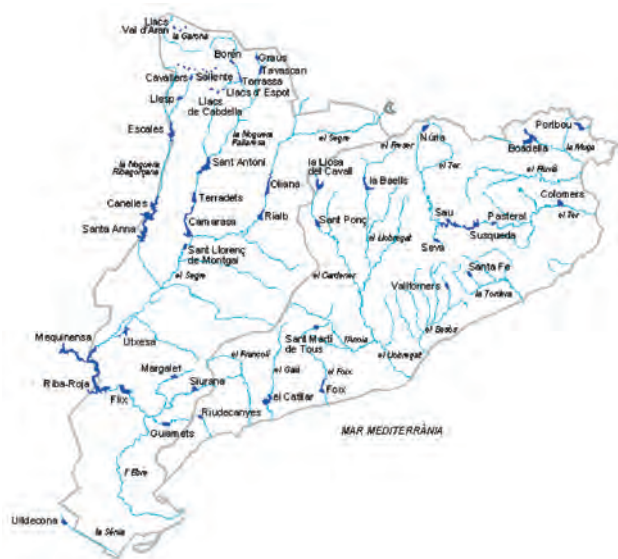 Llacs
Val d'Aran
la Garona
Borén
Graus
Tavascan
Cavallers
Sallente
Torrassa
Llesp
Llacs d'Espot
Llacs
de Cabdella
Escales
la Noguera
Pallaresa
el Segre
Núria
Portbou
Boadella
la Muga
el Freser
la Noguera
Ribagorçana
Sant Antoni
la Llosa
del Cavall
el Ter
el Fluvià
Oliana
la Baells
Colomers
Canelles
Terradets
Sau
Pasteral
el Ter
Santa Anna
Camarasa
Rialb
Sant Ponç
Susqueda
el Llobregat
Seva
Sant Llorenç
de Montgai
Santa Fe
el Segre
el Cardener
Vallforners
la Tordera
Mequinensa
Utxesa
Sant Martí
de Tous
l'Anoia
el Besòs
Margalef
el Francolí
el Llobregat
Riba-Roja
Siurana
el Gaià
el Foix
Flix
el Catllar
Foix
Riudecanyes
Guiamets
MAR MEDITERRÀNIA
l'Ebre
Ulldecona
la Sénia